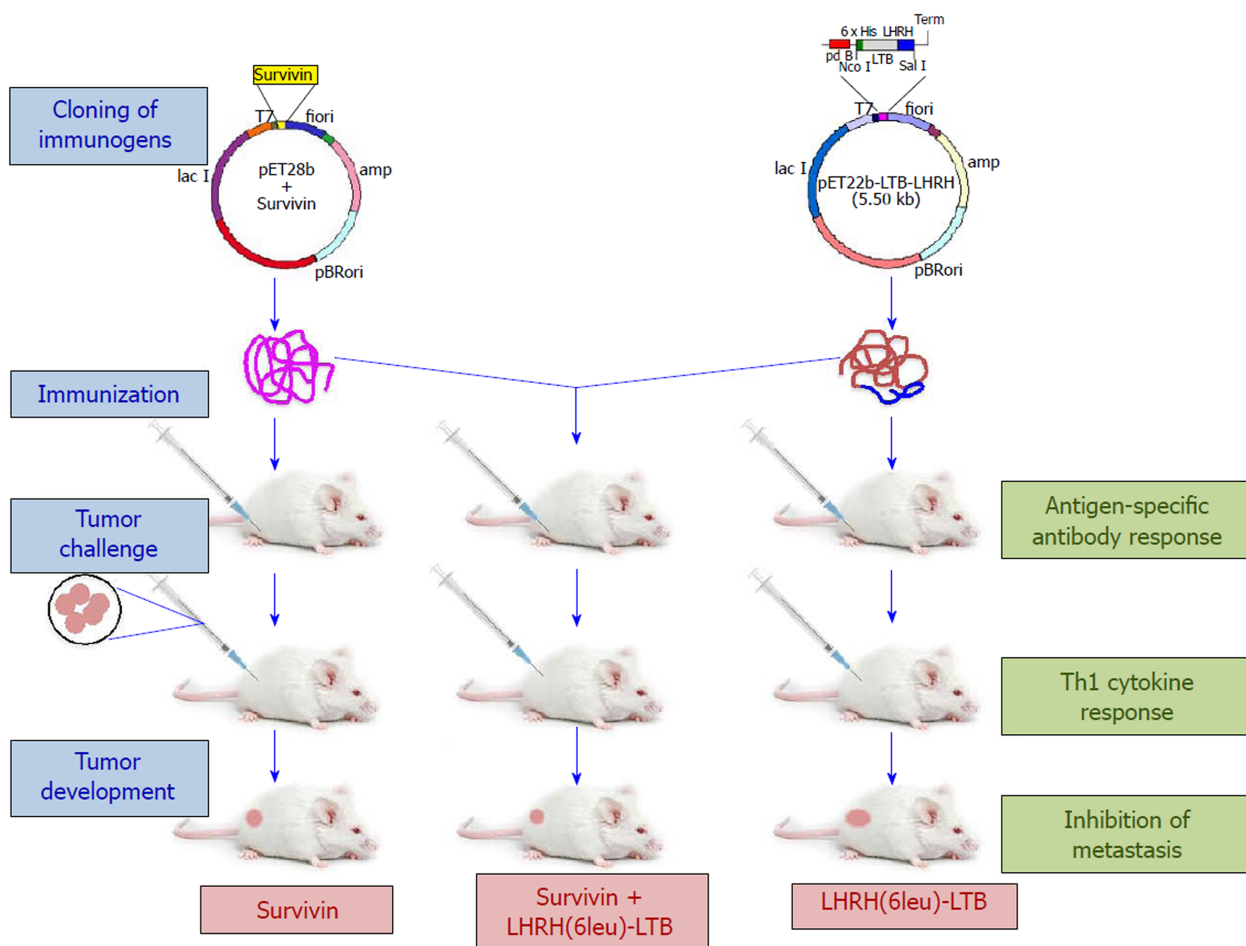 Survivin
Cloning of
immunogens
T7
fiori
lac I
amp
pET28b
+
Survivin
pBRori
Term
6 x His LHRH
pd B
LTB
Nco I
Sal I
T7
fiori
lac I
amp
pET22b-LTB-LHRH
(5.50 kb)
pBRori
Immunization
Tumor
challenge
Antigen-specific
antibody response
Th1 cytokine
response
Tumor
development
Inhibition of
metastasis
Survivin
Survivin +
LHRH(6leu)-LTB
LHRH(6leu)-LTB